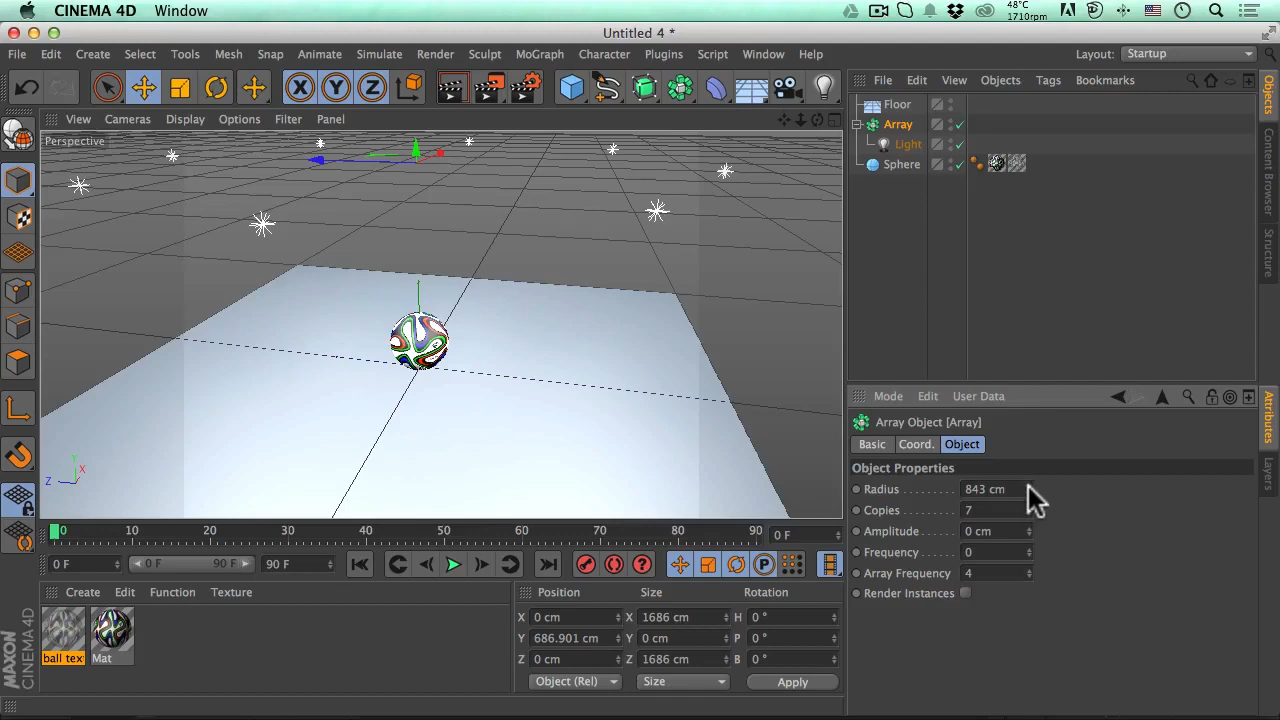 CINEMA 4D Window
48°C
1710rpm
Untitled 4 *
File Edit Create Select Tools Mesh Snap Animate Simulate Render Sculpt MoGraph Character Plugins Script Window Help
Layout: Startup
X Y Z
File Edit View Objects Tags Bookmarks
View Cameras Display Options Filter Panel
Perspective
Floor
Array
Light
Sphere
Objects
Content Browser
Structure
Y
X
Z
Mode Edit User Data
Array Object [Array]
Basic Coord. Object
Object Properties
Radius 843 cm
Copies 7
Amplitude 0 cm
Frequency 0
Array Frequency 4
Render Instances
Attributes
Layers
0 10 20 30 40 50 60 70 80 90 0 F
0 F 0 F 90 F 90 F
P
Create Edit Function Texture
ball tex
Mat
Position Size Rotation
X 0 cm X 1686 cm H 0 °
Y 686.901 cm Y 0 cm P 0 °
Z 0 cm Z 1686 cm B 0 °
Object (Rel) Size Apply
MAXON
CINEMA 4D